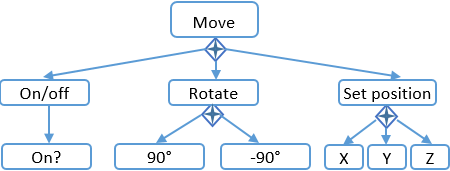 Move
On/off
Rotate
Set position
On?
90°
-90°
X
Y
Z